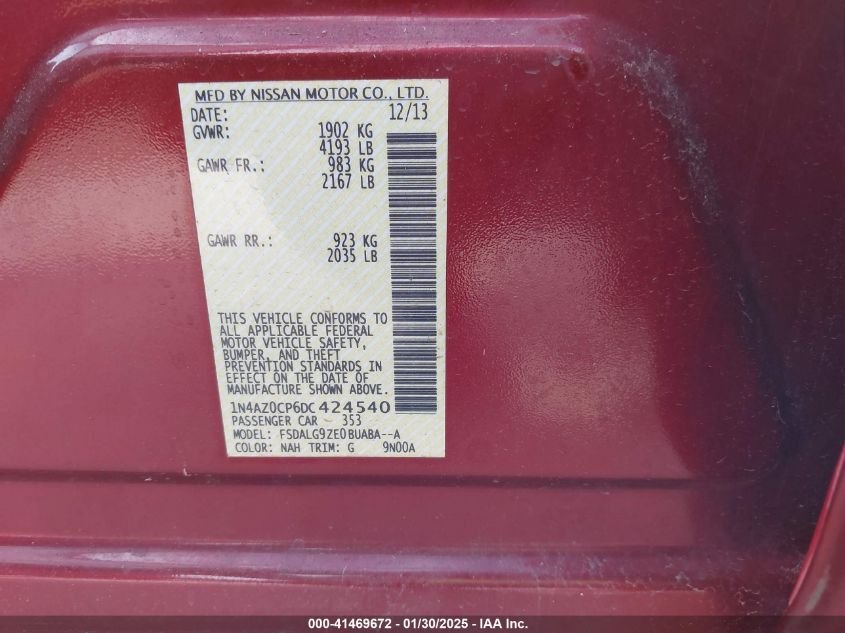 MFD BY NISSAN MOTOR CO., LTD.
DATE: 12/13
GVWR: 1902 KG
4193 LB
GAWR FR.: 983 KG
2167 LB
GAWR RR.: 923 KG
2035 LB
THIS VEHICLE CONFORMS TO
ALL APPLICABLE FEDERAL
MOTOR VEHICLE SAFETY,
BUMPER, AND THEFT
PREVENTION STANDARDS IN
EFFECT ON THE DATE OF
MANUFACTURE SHOWN ABOVE.
1N4AZ0CP6DC424540
PASSENGER CAR 353
MODEL: FSDALG9ZE0BUABA--A
COLOR: NAH TRIM: G 9N00A
000-41469672 — 01/30/2025 - IAA Inc.